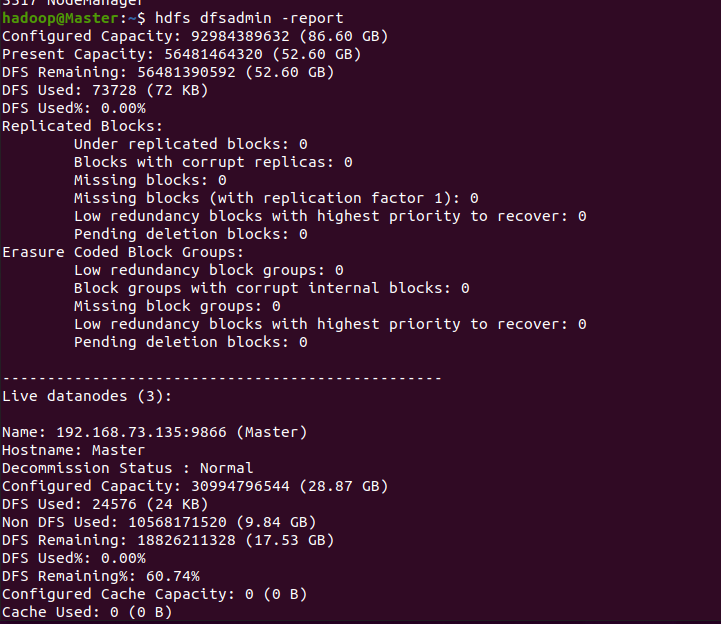 3317 NodeManager
hadoop@Master:~$ hdfs dfsadmin -report
Configured Capacity: 92984389632 (86.60 GB)
Present Capacity: 56481464320 (52.60 GB)
DFS Remaining: 56481390592 (52.60 GB)
DFS Used: 73728 (72 KB)
DFS Used%: 0.00%
Replicated Blocks:
        Under replicated blocks: 0
        Blocks with corrupt replicas: 0
        Missing blocks: 0
        Missing blocks (with replication factor 1): 0
        Low redundancy blocks with highest priority to recover: 0
        Pending deletion blocks: 0
Erasure Coded Block Groups:
        Low redundancy block groups: 0
        Block groups with corrupt internal blocks: 0
        Missing block groups: 0
        Low redundancy blocks with highest priority to recover: 0
        Pending deletion blocks: 0
-------------------------------------------------
Live datanodes (3):
Name: 192.168.73.135:9866 (Master)
Hostname: Master
Decommission Status : Normal
Configured Capacity: 30994796544 (28.87 GB)
DFS Used: 24576 (24 KB)
Non DFS Used: 10568171520 (9.84 GB)
DFS Remaining: 18826211328 (17.53 GB)
DFS Used%: 0.00%
DFS Remaining%: 60.74%
Configured Cache Capacity: 0 (0 B)
Cache Used: 0 (0 B)